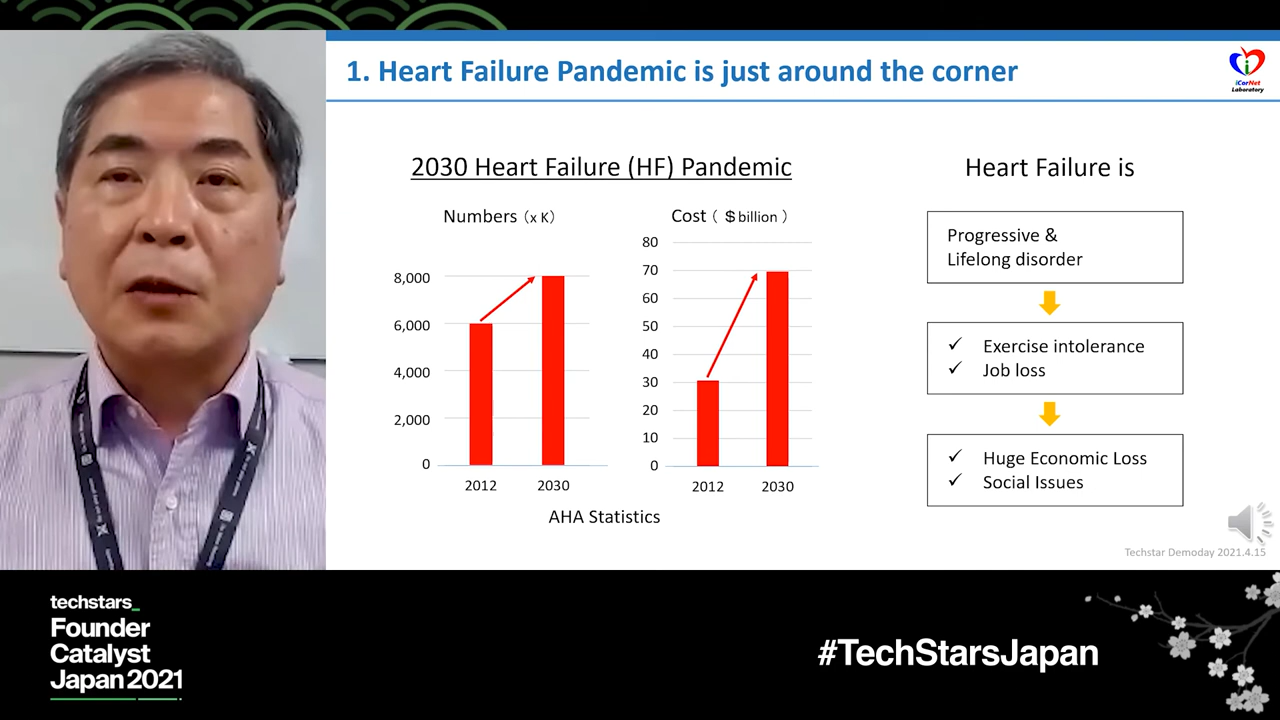 1. Heart Failure Pandemic is just around the corner
iCorNet
Laboratory
2030 Heart Failure (HF) Pandemic
Numbers (x K)
8,000
6,000
4,000
2,000
0
2012
2030
Cost ( $ billion )
80
70
60
50
40
30
20
10
0
2012
2030
AHA Statistics
Heart Failure is
Progressive &
Lifelong disorder
✓ Exercise intolerance
✓ Job loss
✓ Huge Economic Loss
✓ Social Issues
Techstar Demoday 2021.4.15
techstars_
Founder
Catalyst
Japan 2021
#TechStarsJapan